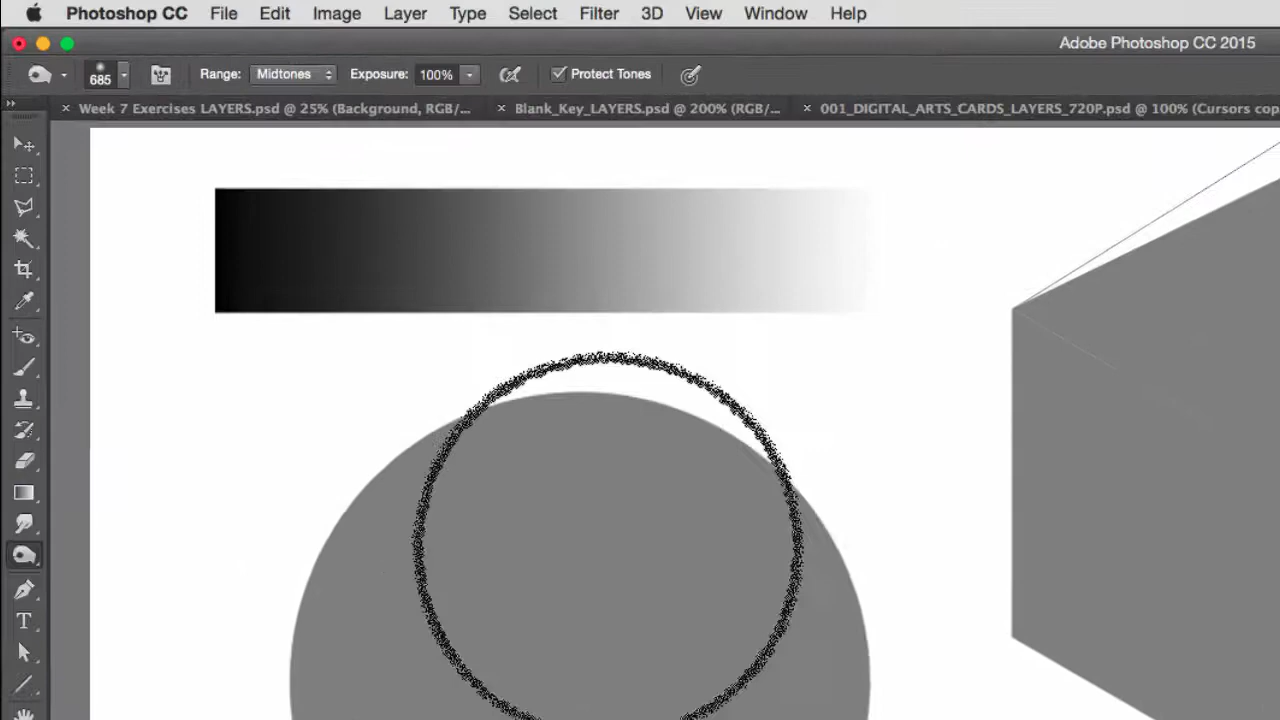 Photoshop CC File Edit Image Layer Type Select Filter 3D View Window Help
Adobe Photoshop CC 2015
685 Range: Midtones Exposure: 100% Protect Tones
Week 7 Exercises LAYERS.psd @ 25% (Background, RGB/... Blank_Key_LAYERS.psd @ 200% (RGB/... 001_DIGITAL_ARTS_CARDS_LAYERS_720P.psd @ 100% (Cursors cop
T